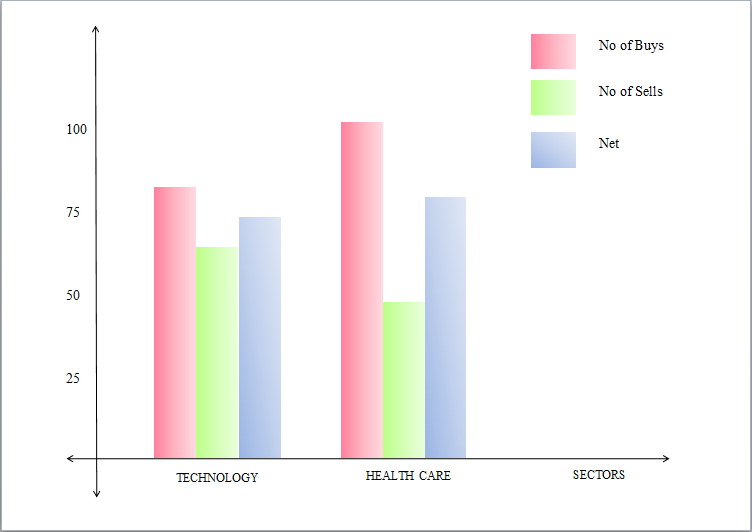 No of Buys
No of Sells
Net
100
75
50
25
TECHNOLOGY
HEALTH CARE
SECTORS